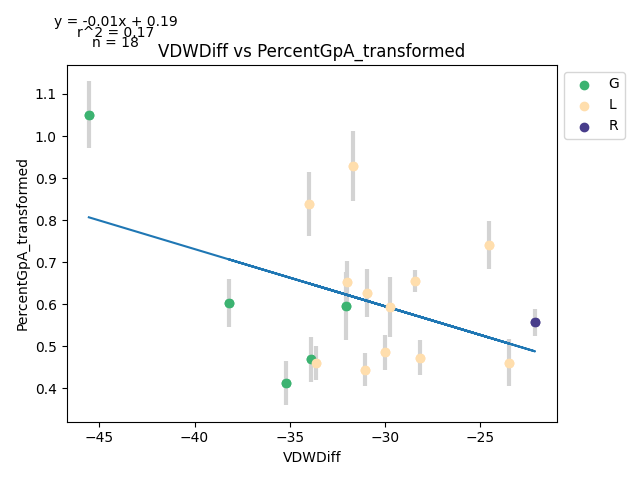 y = -0.01x + 0.19
r^2 = 0.17
n = 18
VDWDiff vs PercentGpA_transformed
G
L
R
PercentGpA_transformed
1.1
1.0
0.9
0.8
0.7
0.6
0.5
0.4
−45
−40
−35
−30
−25
VDWDiff